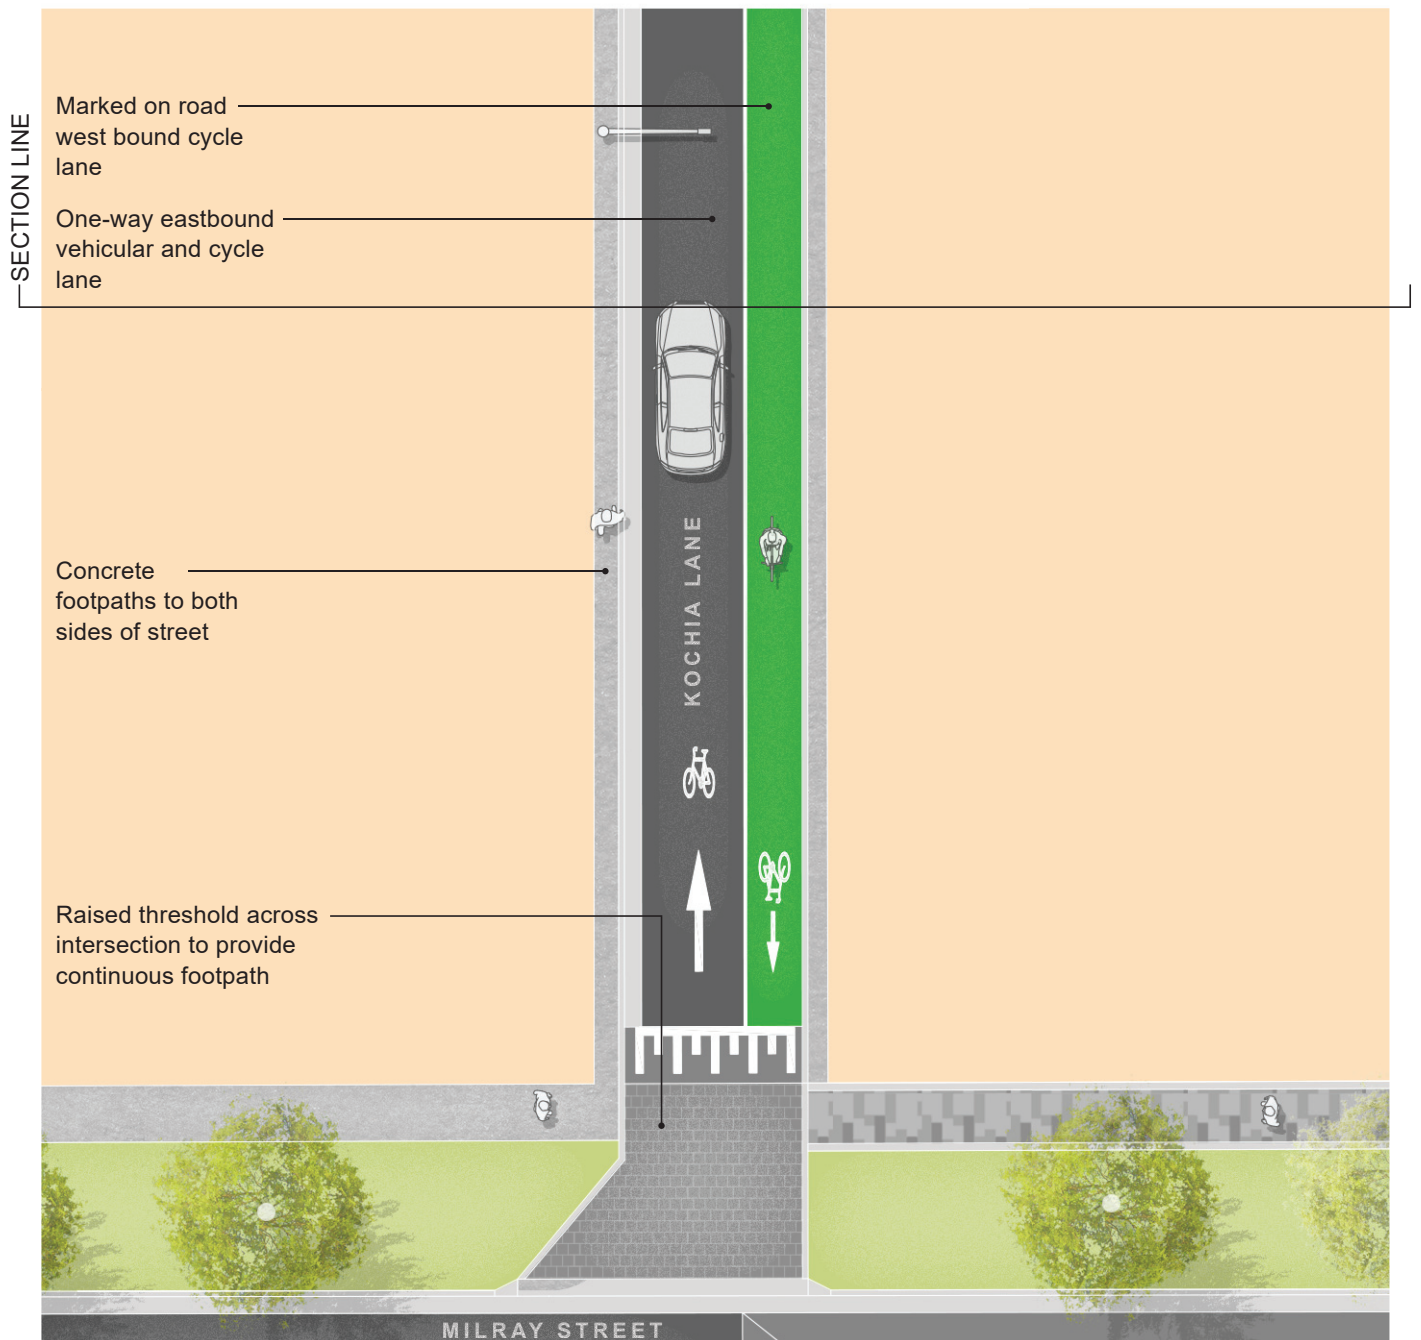 Marked on road
west bound cycle
lane
SECTION LINE
One-way eastbound
vehicular and cycle
lane
KOCHIA LANE
Concrete
footpaths to both
sides of street
Raised threshold across
intersection to provide
continuous footpath
MILRAY STREET